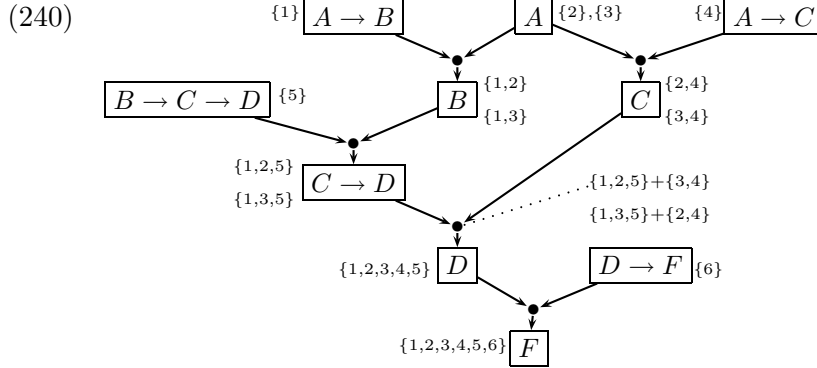 (240)
{1} A → B
A {2},{3}
{4} A → C
B → C → D {5}
B {1,2}
{1,3}
C {2,4}
{3,4}
{1,2,5}
{1,3,5}
C → D
{1,2,5}+{3,4}
{1,3,5}+{2,4}
{1,2,3,4,5} D
D → F {6}
{1,2,3,4,5,6} F